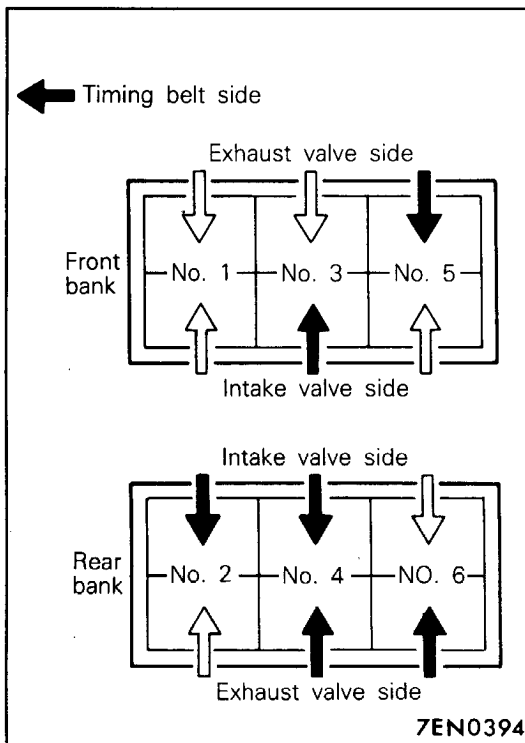 Timing belt side
Exhaust valve side
Front bank
No. 1 No. 3 No. 5
Intake valve side
Intake valve side
Rear bank
No. 2 No. 4 NO. 6
Exhaust valve side
7EN0394